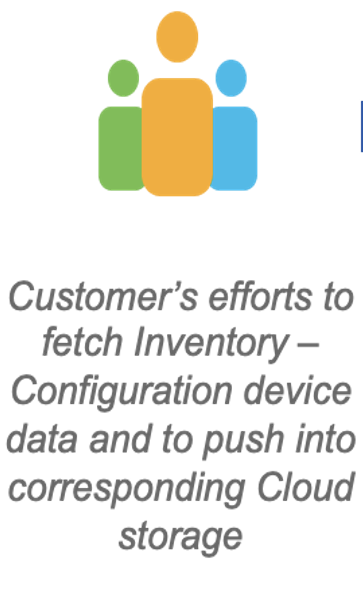 Customer’s efforts to
fetch Inventory –
Configuration device
data and to push into
corresponding Cloud
storage